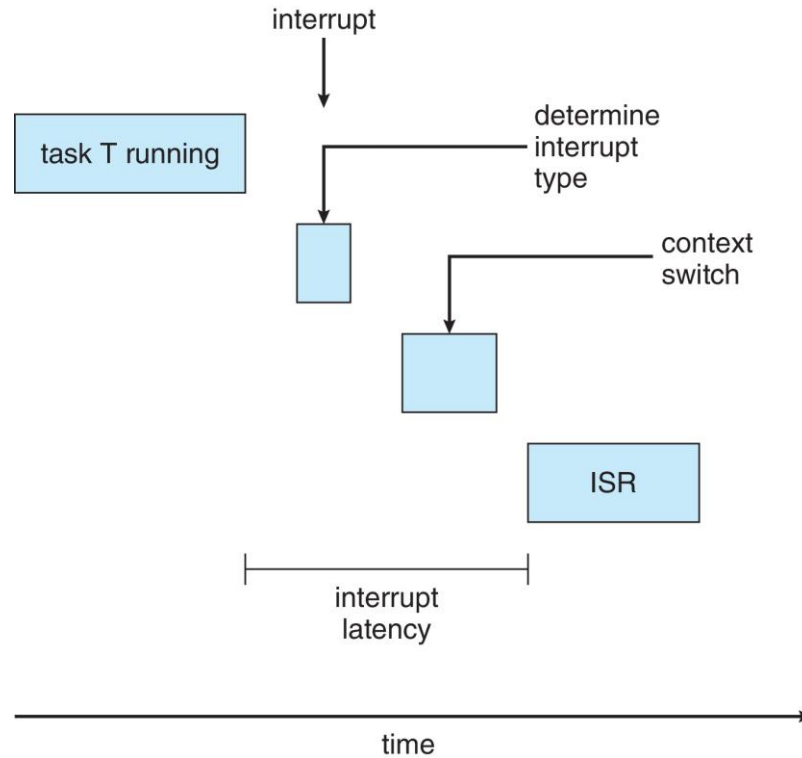 interrupt
task T running
determine
interrupt
type
context
switch
ISR
interrupt
latency
time